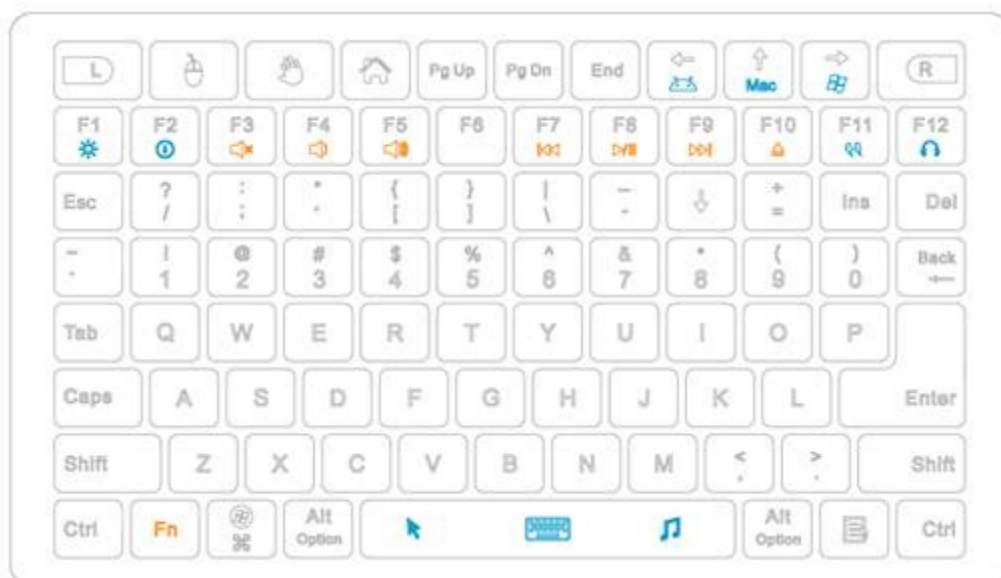 L Pg Up Pg Dn End Mac R
F1 F2 F3 F4 F5 F6 F7 F8 F9 F10 F11 F12
Esc ? / : ; " ' { [ } ] | \ – - + = Ins Del
1 ! 2 @ 3 # 4 $ 5 % 6 ^ 7 & 8 * 9 ( 0 ) Back
Tab Q W E R T Y U I O P
Caps A S D F G H J K L Enter
Shift Z X C V B N M < , > . Shift
Ctrl Fn Alt Option Alt Option Ctrl